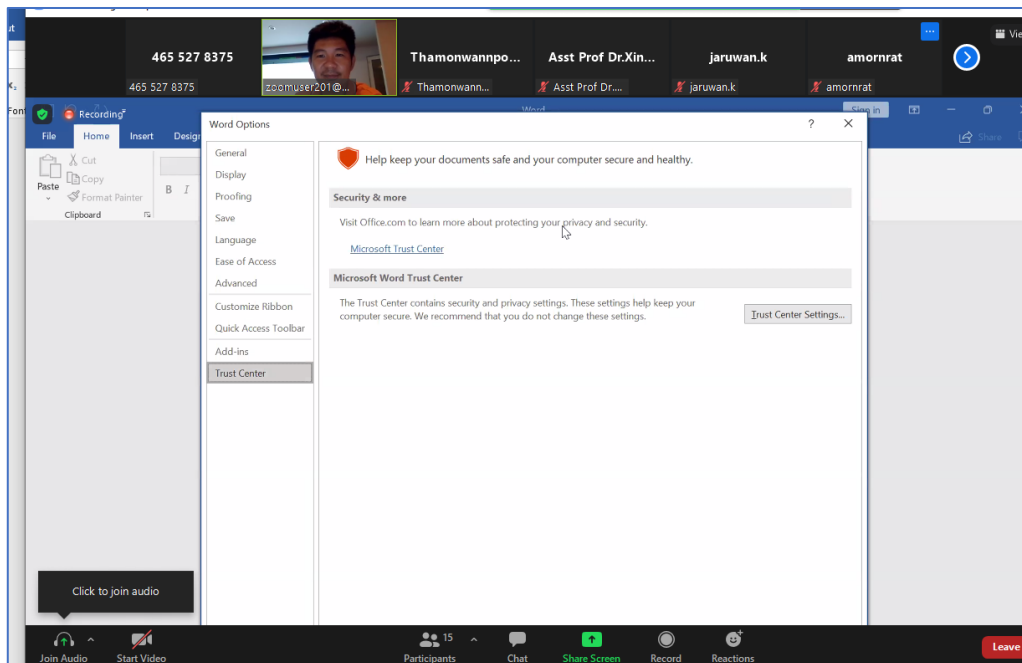 465 527 8375
Thamonwannpo...
Asst Prof Dr.Xin...
jaruwan.k
amornrat
465 527 8375
zoomuser201@...
Thamonwann...
Asst Prof Dr....
jaruwan.k
amornrat
Recording
Word
Sign in
File
Home
Insert
Design
Share
Cut
Copy
Paste
Format Painter
B I
Clipboard
Word Options
?
General
Display
Proofing
Save
Language
Ease of Access
Advanced
Customize Ribbon
Quick Access Toolbar
Add-ins
Trust Center
Help keep your documents safe and your computer secure and healthy.
Security & more
Visit Office.com to learn more about protecting your privacy and security.
Microsoft Trust Center
Microsoft Word Trust Center
The Trust Center contains security and privacy settings. These settings help keep your
computer secure. We recommend that you do not change these settings.
Trust Center Settings...
Click to join audio
Join Audio
Start Video
15
Participants
Chat
Share Screen
Record
Reactions
Leave